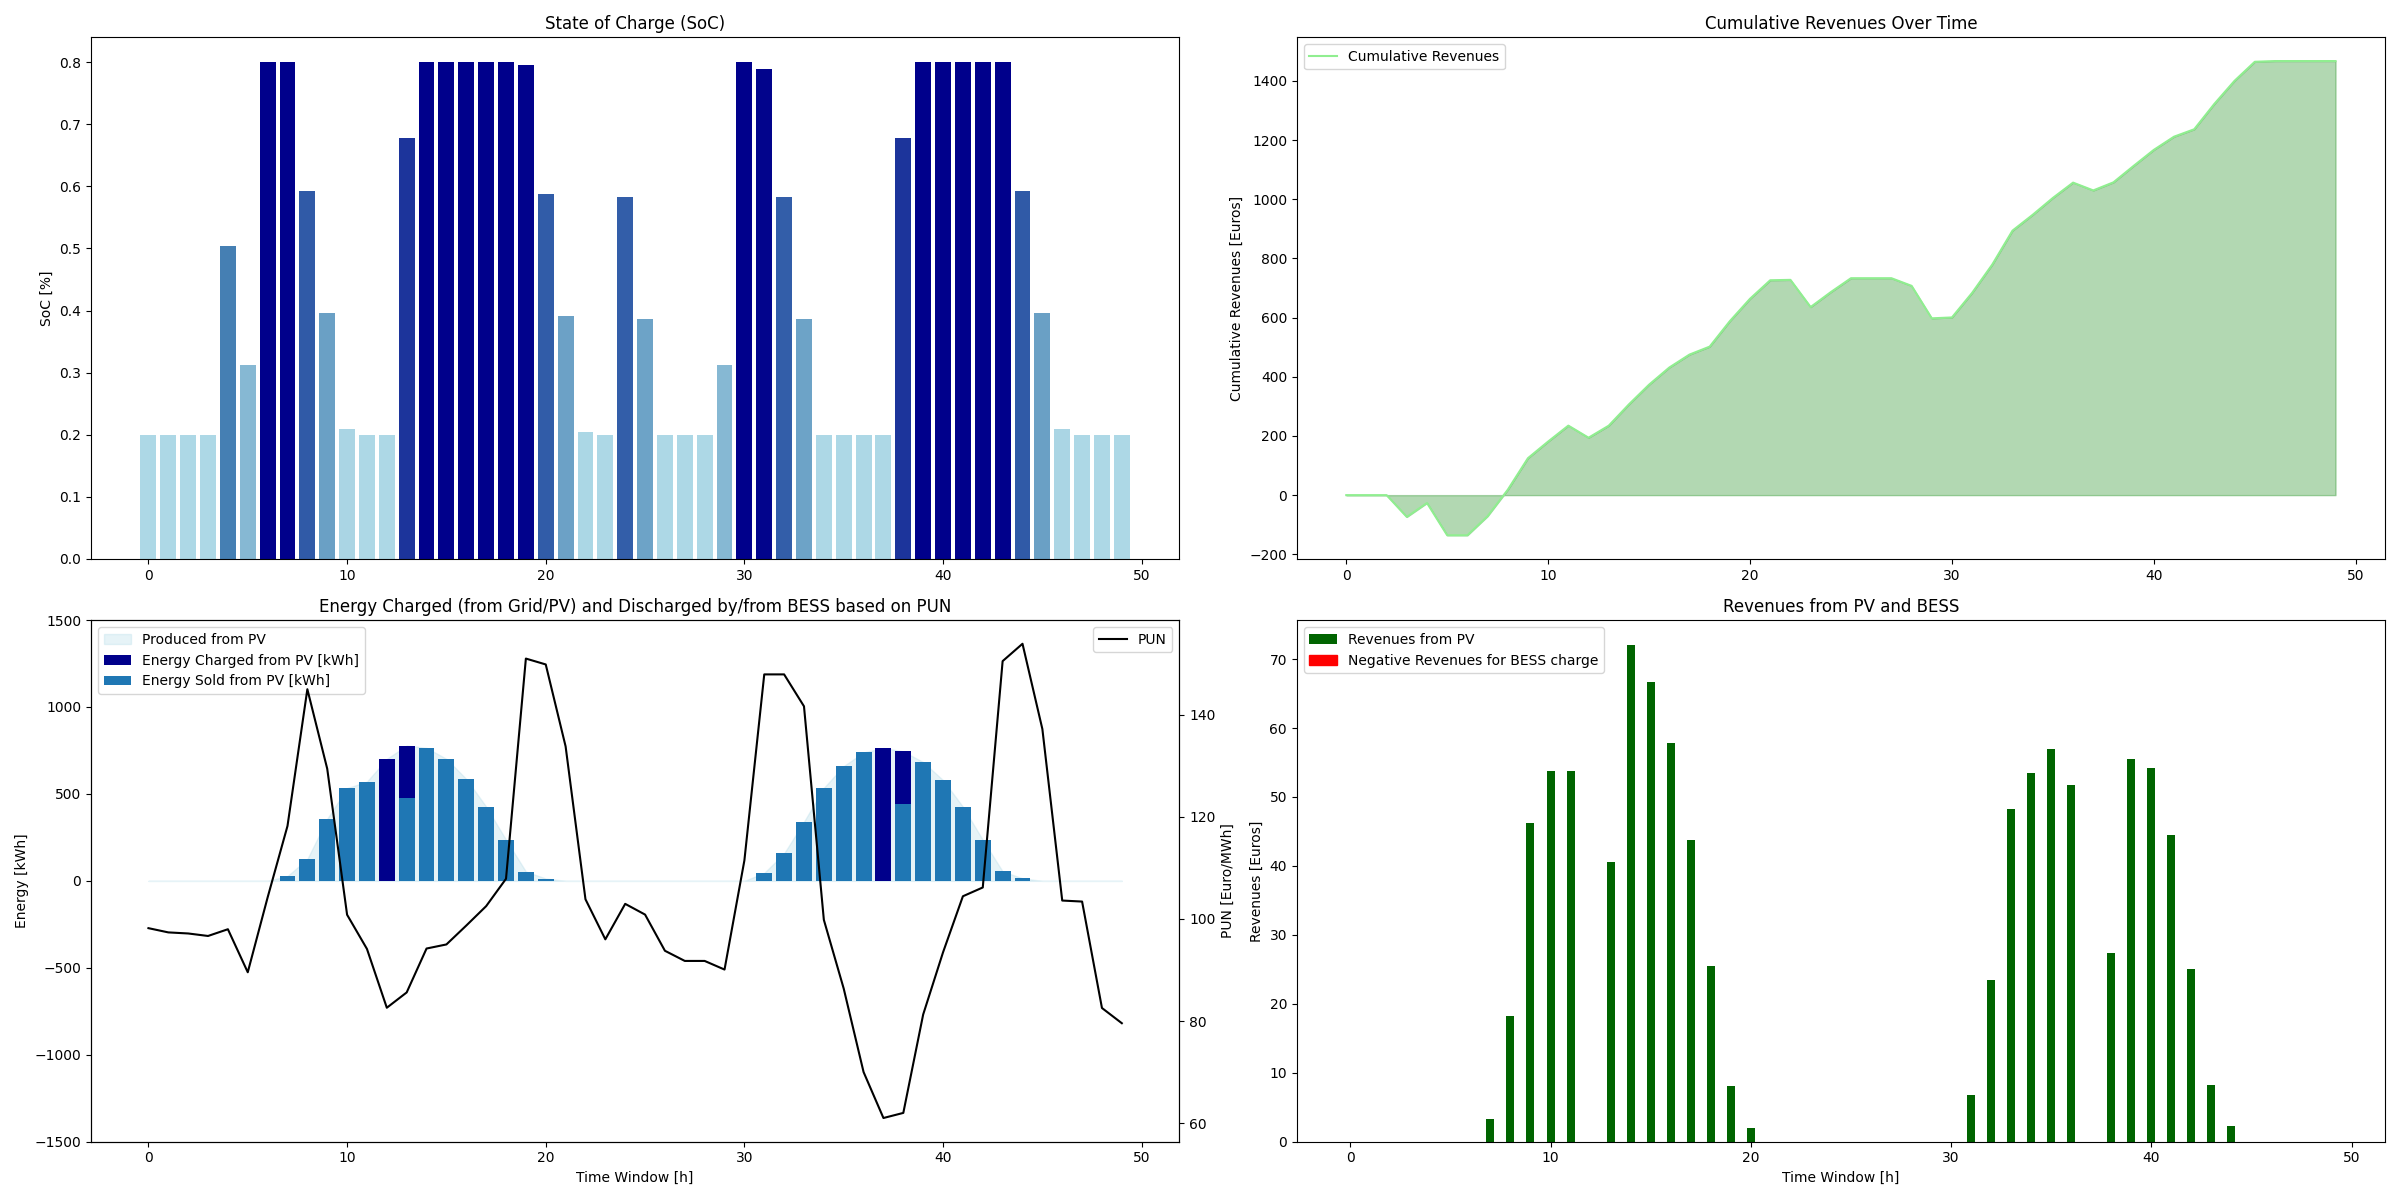 State of Charge (SoC)
SoC [%]
0.8
0.7
0.6
0.5
0.4
0.3
0.2
0.1
0.0
0 10 20 30 40 50
Cumulative Revenues Over Time
Cumulative Revenues
Cumulative Revenues [Euros]
1400
1200
1000
800
600
400
200
0
−200
0 10 20 30 40 50
Energy Charged (from Grid/PV) and Discharged by/from BESS based on PUN
Produced from PV
Energy Charged from PV [kWh]
Energy Sold from PV [kWh]
PUN
Energy [kWh]
1500
1000
500
0
−500
−1000
−1500
140
120
100
80
60
PUN [Euro/MWh]
0 10 20 30 40 50
Time Window [h]
Revenues from PV and BESS
Revenues from PV
Negative Revenues for BESS charge
Revenues [Euros]
70
60
50
40
30
20
10
0
0 10 20 30 40 50
Time Window [h]